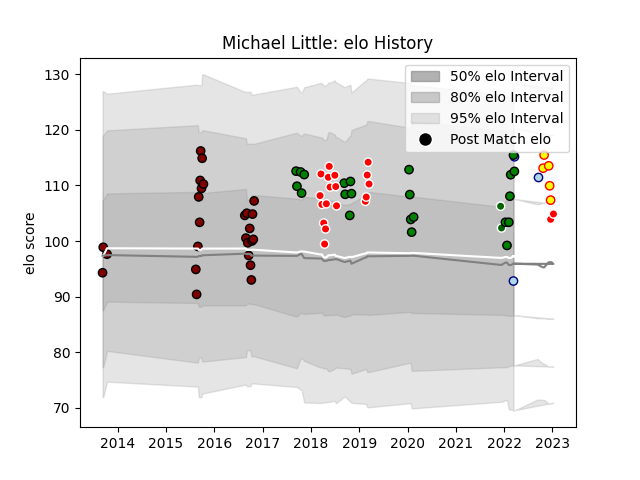 Michael Little: elo History
130
120
110
100
90
80
70
elo score
50% elo Interval
80% elo Interval
95% elo Interval
Post Match elo
2014 2015 2016 2017 2018 2019 2020 2021 2022 2023